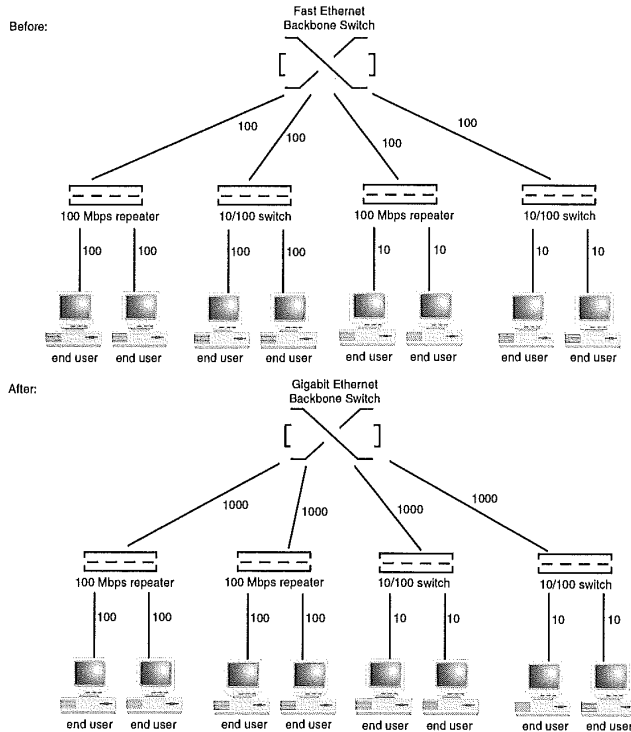 Before:
Fast Ethernet
Backbone Switch
100
100
100
100
100 Mbps repeater
10/100 switch
100 Mbps repeater
10/100 switch
100
100
100
100
10
10
10
10
end user
end user
end user
end user
end user
end user
end user
end user
After:
Gigabit Ethernet
Backbone Switch
1000
1000
1000
1000
100 Mbps repeater
100 Mbps repeater
10/100 switch
10/100 switch
100
100
100
100
10
10
10
10
end user
end user
end user
end user
end user
end user
end user
end user